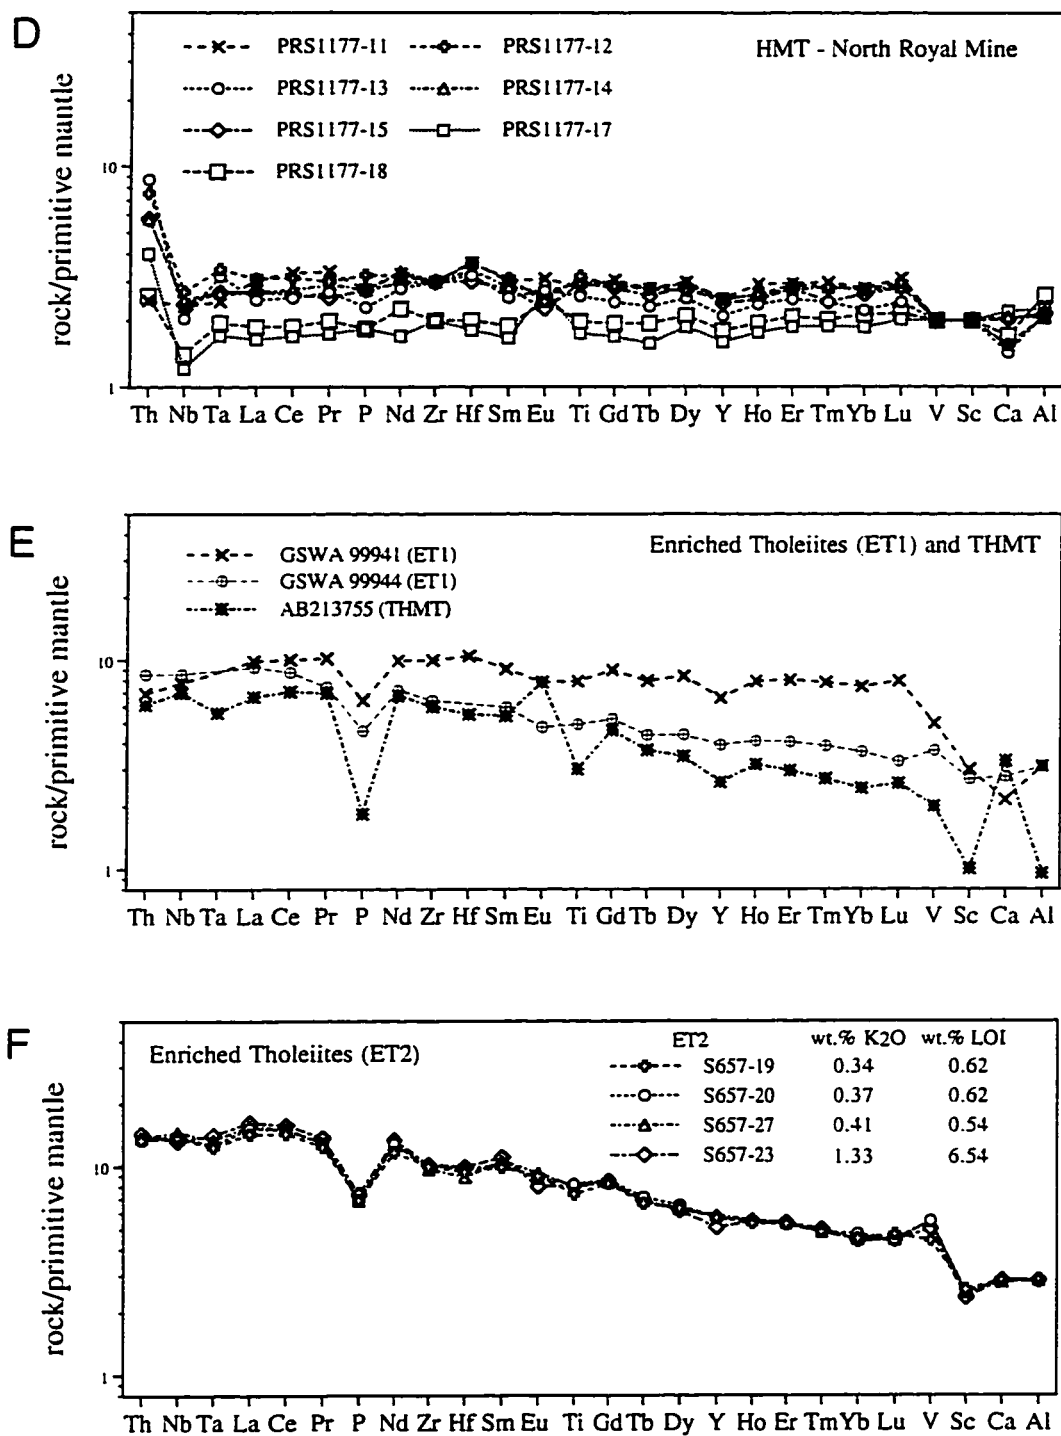 D
PRS1177-11 PRS1177-12 HMT - North Royal Mine
PRS1177-13 PRS1177-14
PRS1177-15 PRS1177-17
PRS1177-18
rock/primitive mantle
10
1
Th Nb Ta La Ce Pr P Nd Zr Hf Sm Eu Ti Gd Tb Dy Y Ho Er Tm Yb Lu V Sc Ca Al
E
Enriched Tholeiites (ET1) and THMT
GSWA 99941 (ET1)
GSWA 99944 (ET1)
AB213755 (THMT)
rock/primitive mantle
10
1
Th Nb Ta La Ce Pr P Nd Zr Hf Sm Eu Ti Gd Tb Dy Y Ho Er Tm Yb Lu V Sc Ca Al
F
Enriched Tholeiites (ET2)
ET2 wt.% K2O wt.% LOI
S657-19 0.34 0.62
S657-20 0.37 0.62
S657-27 0.41 0.54
S657-23 1.33 6.54
rock/primitive mantle
10
1
Th Nb Ta La Ce Pr P Nd Zr Hf Sm Eu Ti Gd Tb Dy Y Ho Er Tm Yb Lu V Sc Ca Al